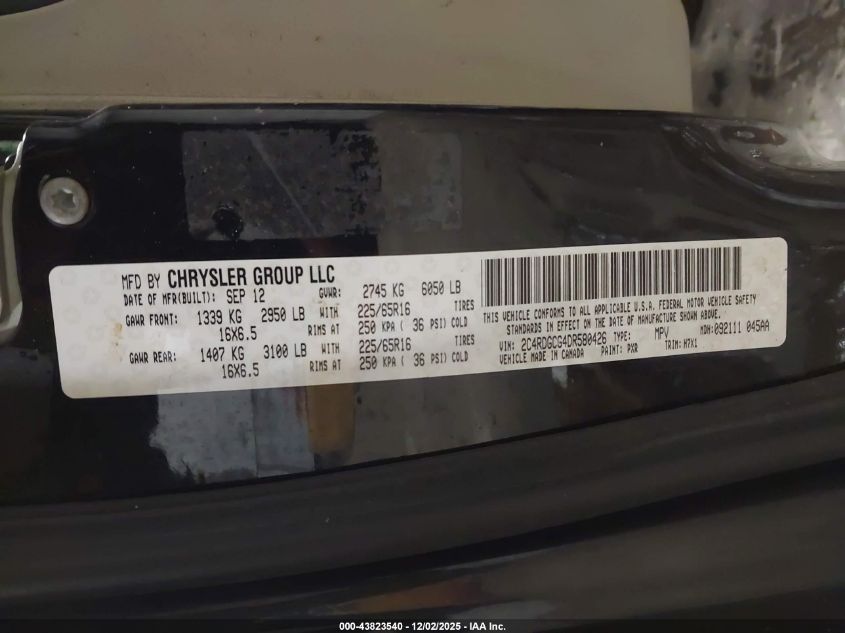 MFD BY CHRYSLER GROUP LLC
DATE OF MFR(BUILT): SEP 12 GVWR: 2745 KG 6050 LB
GAWR FRONT: 1339 KG 2950 LB WITH 225/65R16 TIRES
16X6.5 RIMS AT 250 KPA ( 36 PSI) COLD
GAWR REAR: 1407 KG 3100 LB WITH 225/65R16 TIRES
16X6.5 RIMS AT 250 KPA ( 36 PSI) COLD
THIS VEHICLE CONFORMS TO ALL APPLICABLE U.S.A. FEDERAL MOTOR VEHICLE SAFETY
STANDARDS IN EFFECT ON THE DATE OF MANUFACTURE SHOWN ABOVE.
VIN: 2C4RDGCG4DR580426 TYPE: MPV MDH: 092111 045AA
VEHICLE MADE IN CANADA PAINT: PXR TRIM: H7X1
000-43823540 - 12/02/2025 - IAA Inc.